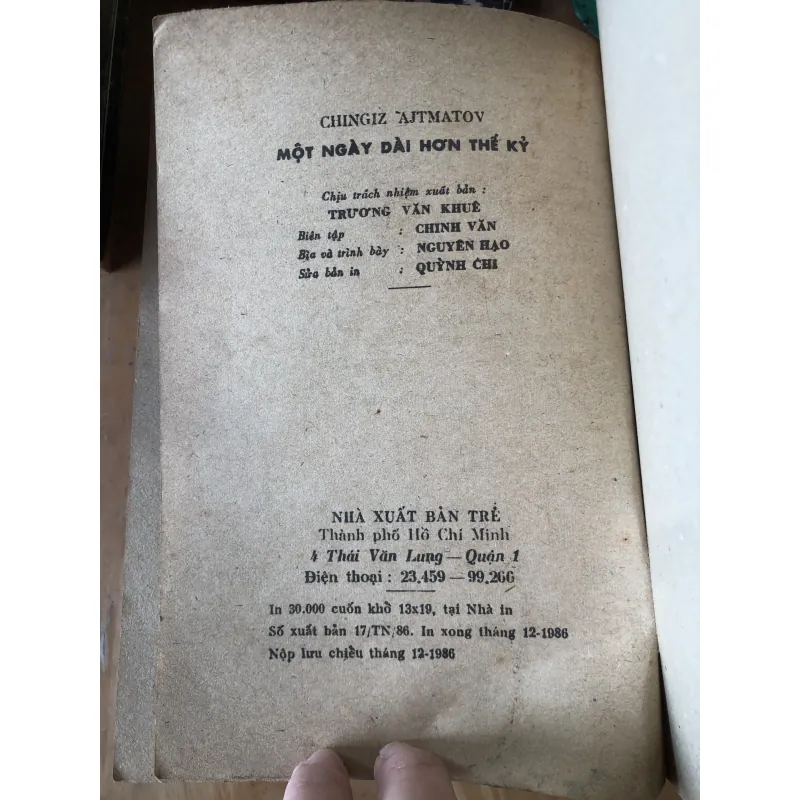 CHINGIZ AJTMATOV
MỘT NGÀY DÀI HƠN THẾ KỶ
Chịu trách nhiệm xuất bản :
TRƯƠNG VĂN KHUÊ
Biên tập : CHINH VĂN
Bìa và trình bày : NGUYÊN HẠO
Sửa bản in : QUỲNH CHI
NHÀ XUẤT BẢN TRẺ
Thành phố Hồ Chí Minh
4 Thái Văn Lung — Quận 1
Điện thoại : 23.459 — 99.266
In 30.000 cuốn khổ 13x19, tại Nhà in
Số xuất bản 17/TN/86. In xong tháng 12-1986
Nộp lưu chiều tháng 12-1986